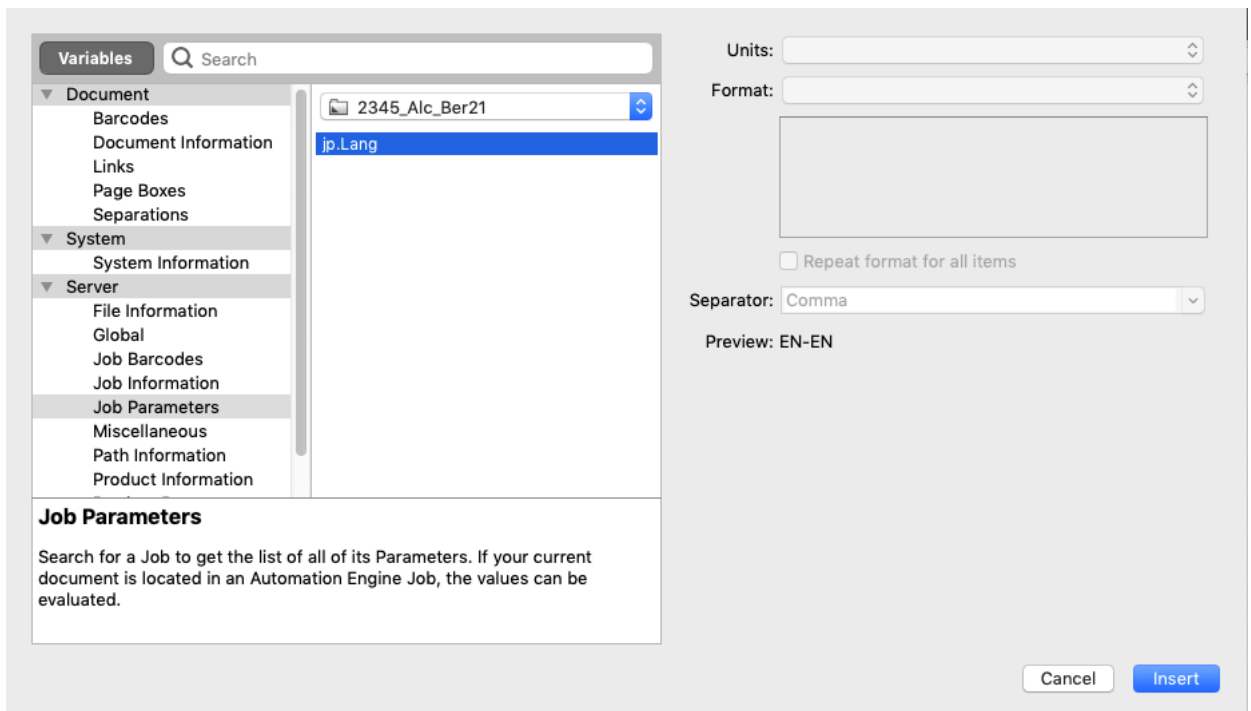 Variables
Search
Document
Barcodes
Document Information
Links
Page Boxes
Separations
System
System Information
Server
File Information
Global
Job Barcodes
Job Information
Job Parameters
Miscellaneous
Path Information
Product Information
2345_Alc_Ber21
jp.Lang
Job Parameters
Search for a Job to get the list of all of its Parameters. If your current
document is located in an Automation Engine Job, the values can be
evaluated.
Units:
Format:
Repeat format for all items
Separator: Comma
Preview: EN-EN
Cancel Insert